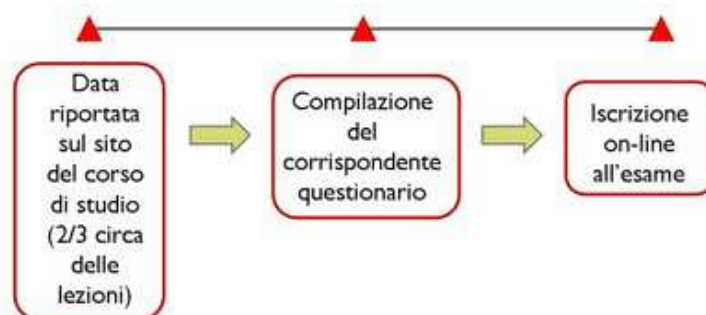 Data
riportata
sul sito
del corso
di studio
(2/3 circa
delle
lezioni)
Compilazione
del
corrispondente
questionario
Iscrizione
on-line
all'esame